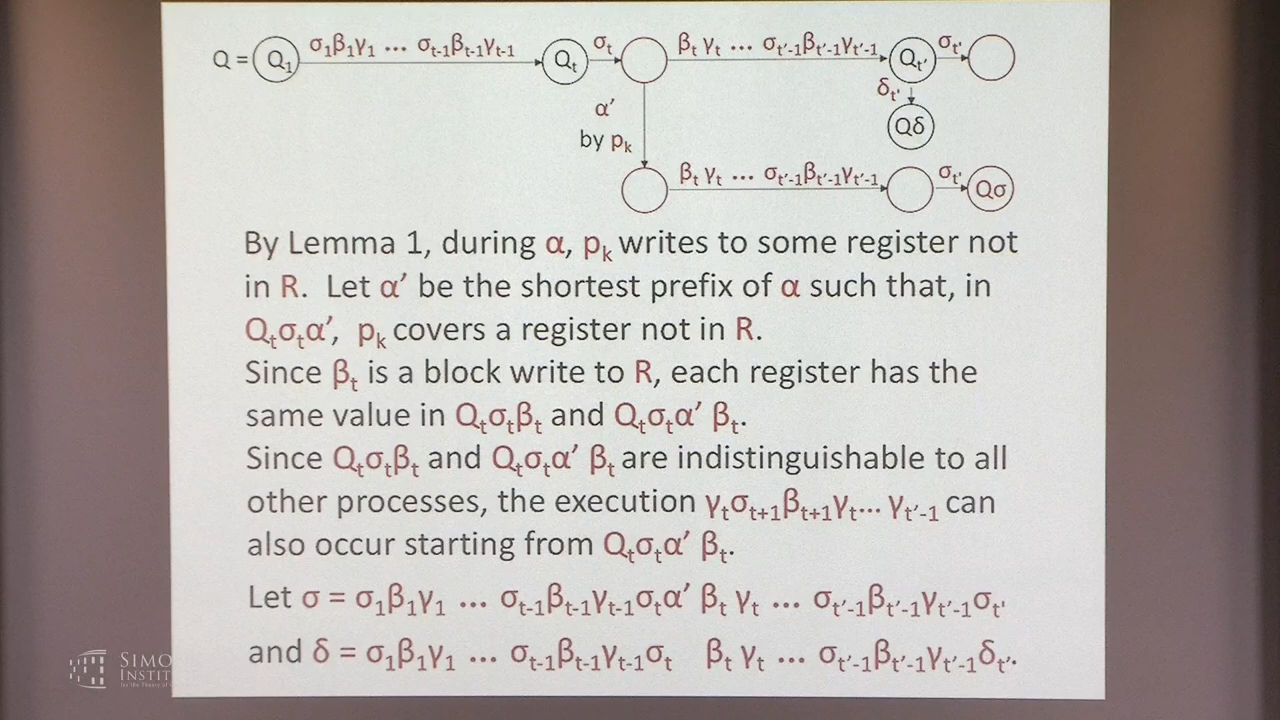 Q = Q₁ σ₁β₁γ₁ ... σₜ₋₁βₜ₋₁γₜ₋₁ Qₜ σₜ βₜ γₜ ... σₜ′₋₁βₜ′₋₁γₜ′₋₁ Qₜ′ σₜ′
α′ δₜ′
by pₖ Qδ
βₜ γₜ ... σₜ′₋₁βₜ′₋₁γₜ′₋₁ σₜ′ Qσ
By Lemma 1, during α, pₖ writes to some register not
in R. Let α′ be the shortest prefix of α such that, in
Qₜσₜα′, pₖ covers a register not in R.
Since βₜ is a block write to R, each register has the
same value in Qₜσₜβₜ and Qₜσₜα′ βₜ.
Since Qₜσₜβₜ and Qₜσₜα′ βₜ are indistinguishable to all
other processes, the execution γₜσₜ₊₁βₜ₊₁γₜ... γₜ′₋₁ can
also occur starting from Qₜσₜα′ βₜ.
Let σ = σ₁β₁γ₁ ... σₜ₋₁βₜ₋₁γₜ₋₁σₜα′ βₜ γₜ ... σₜ′₋₁βₜ′₋₁γₜ′₋₁σₜ′
and δ = σ₁β₁γ₁ ... σₜ₋₁βₜ₋₁γₜ₋₁σₜ βₜ γₜ ... σₜ′₋₁βₜ′₋₁γₜ′₋₁δₜ′.
SIMO
INSTIT
for the Theory of